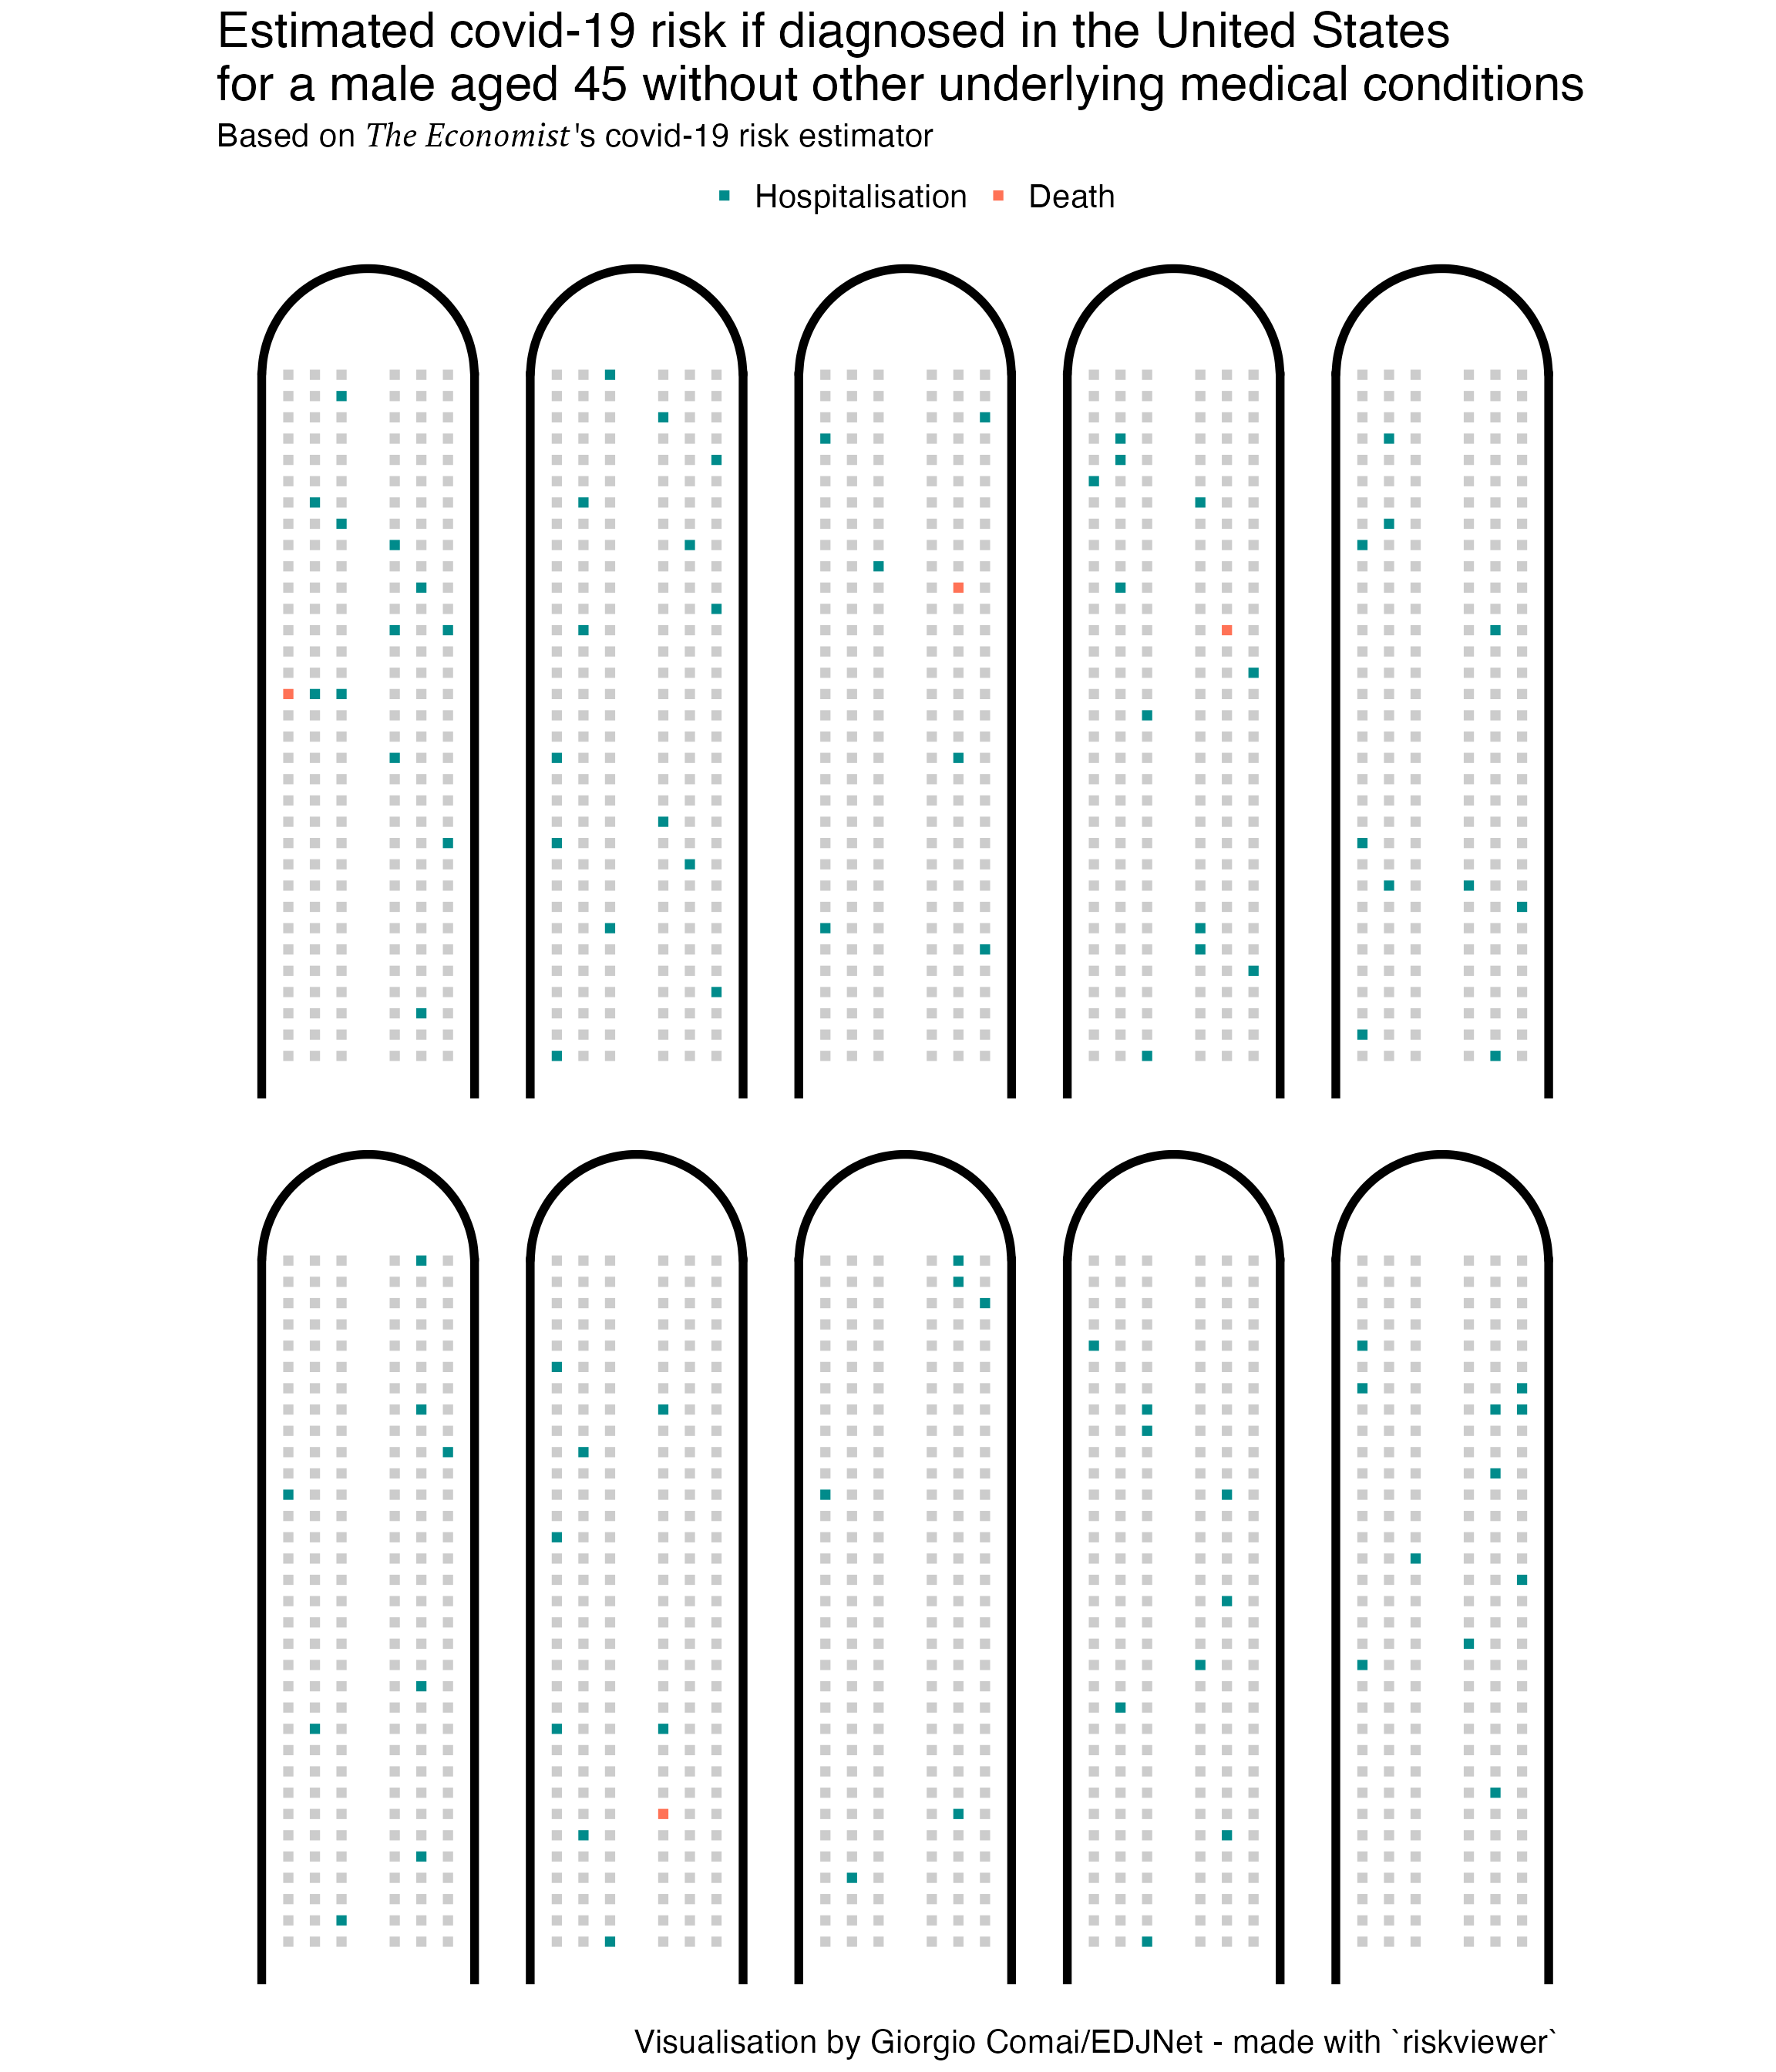 Estimated covid-19 risk if diagnosed in the United States
for a male aged 45 without other underlying medical conditions
Based on The Economist's covid-19 risk estimator
Hospitalisation Death
Visualisation by Giorgio Comai/EDJNet - made with `riskviewer`